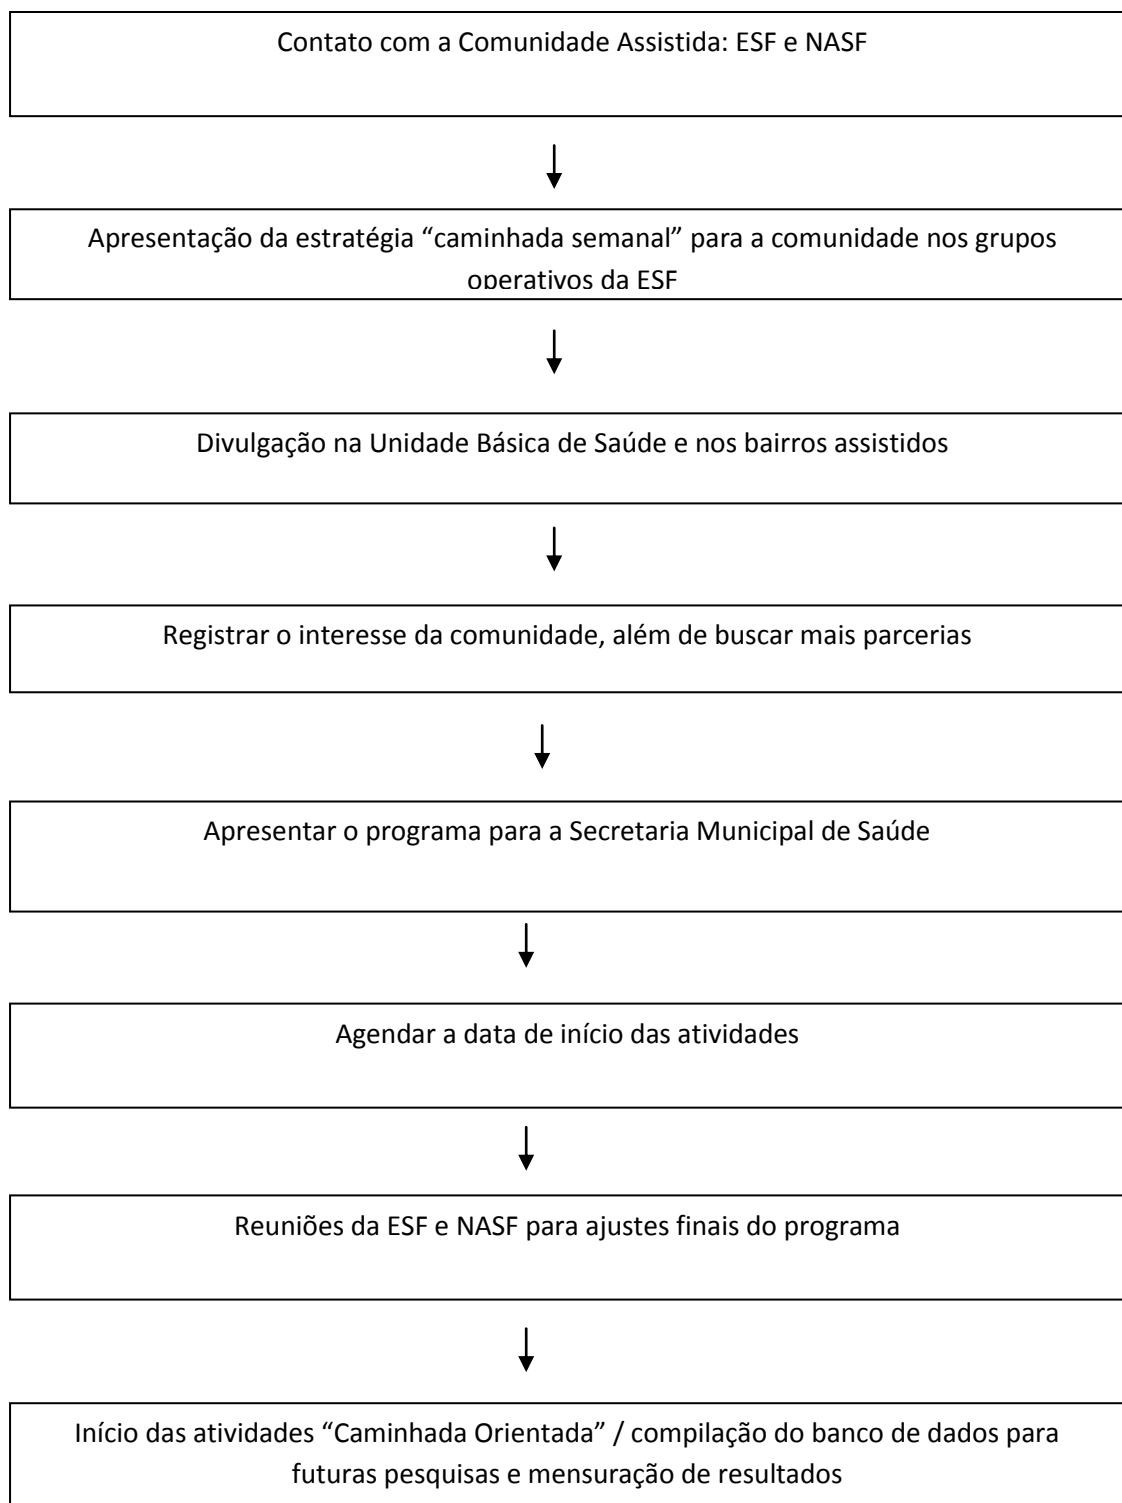 Contato com a Comunidade Assistida: ESF e NASF
Apresentação da estratégia “caminhada semanal” para a comunidade nos grupos
operativos da ESF
Divulgação na Unidade Básica de Saúde e nos bairros assistidos
Registrar o interesse da comunidade, além de buscar mais parcerias
Apresentar o programa para a Secretaria Municipal de Saúde
Agendar a data de início das atividades
Reuniões da ESF e NASF para ajustes finais do programa
Início das atividades “Caminhada Orientada” / compilação do banco de dados para
futuras pesquisas e mensuração de resultados